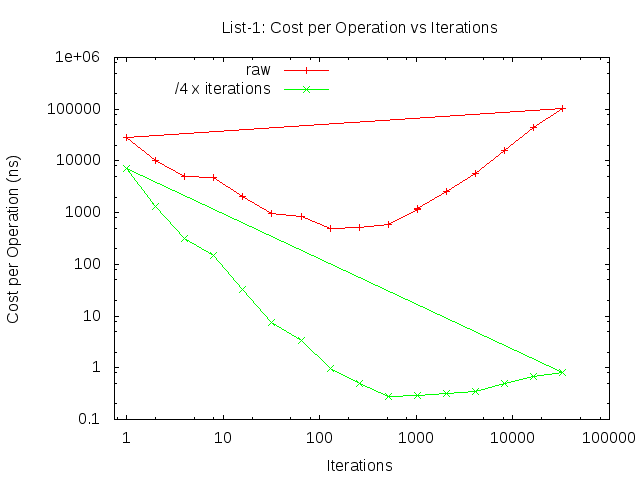 List-1: Cost per Operation vs Iterations
raw
/4 x iterations
1e+06
100000
10000
1000
100
10
1
0.1
Cost per Operation (ns)
1
10
100
1000
10000
100000
Iterations